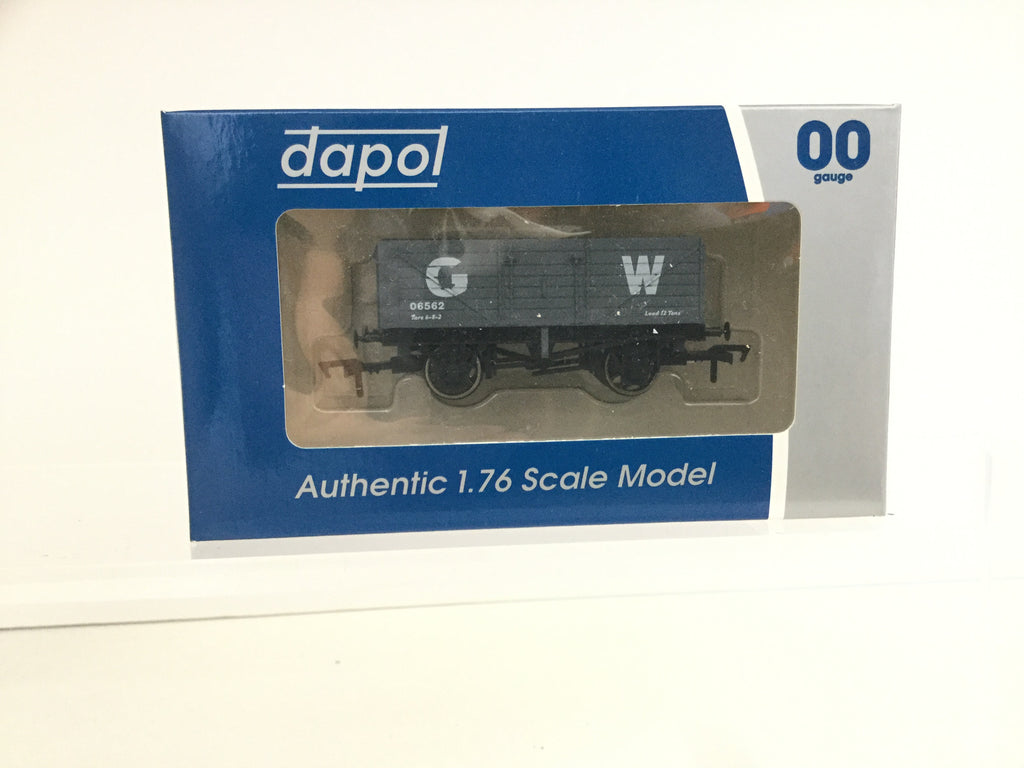 dapol
00
gauge
G W
06562
Tare 6-8-2
Load 12 Tons
Authentic 1.76 Scale Model